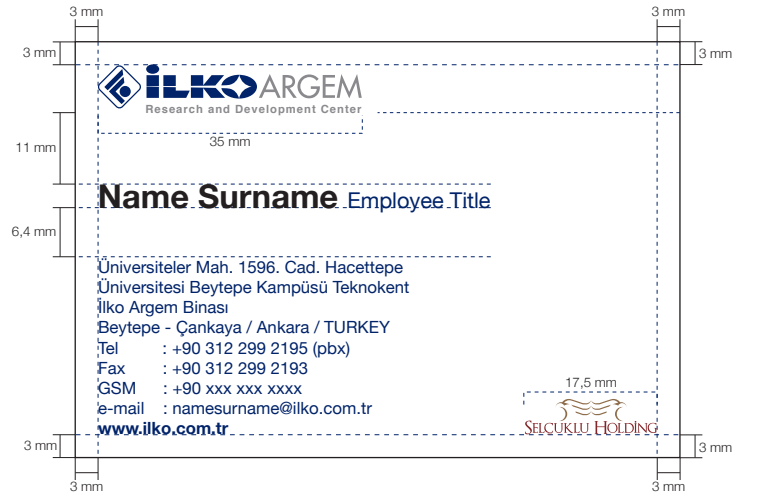 3 mm 3 mm
3 mm 3 mm
İLKO ARGEM
Research and Development Center
35 mm
11 mm
Name Surname Employee Title
6,4 mm
Üniversiteler Mah. 1596. Cad. Hacettepe
Üniversitesi Beytepe Kampüsü Teknokent
İlko Argem Binası
Beytepe - Çankaya / Ankara / TURKEY
Tel : +90 312 299 2195 (pbx)
Fax : +90 312 299 2193
GSM : +90 xxx xxx xxxx
e-mail : namesurname@ilko.com.tr
www.ilko.com.tr
17,5 mm
SELÇUKLU HOLDİNG
3 mm 3 mm
3 mm 3 mm